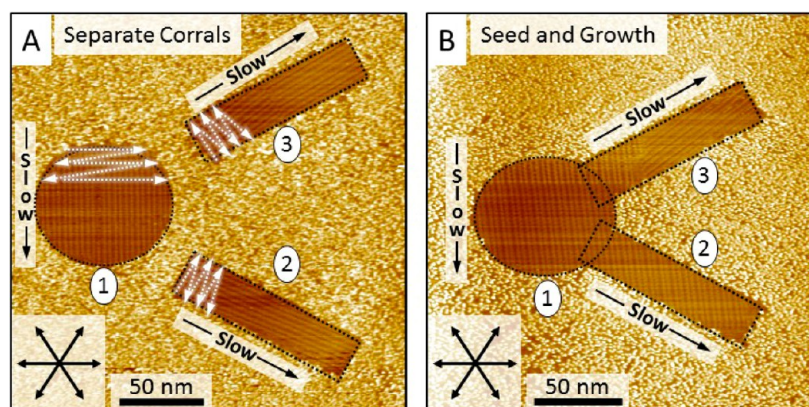 A Separate Corrals
Slow
3
Slow
1
2
Slow
50 nm
B Seed and Growth
Slow
3
Slow
1
2
Slow
50 nm